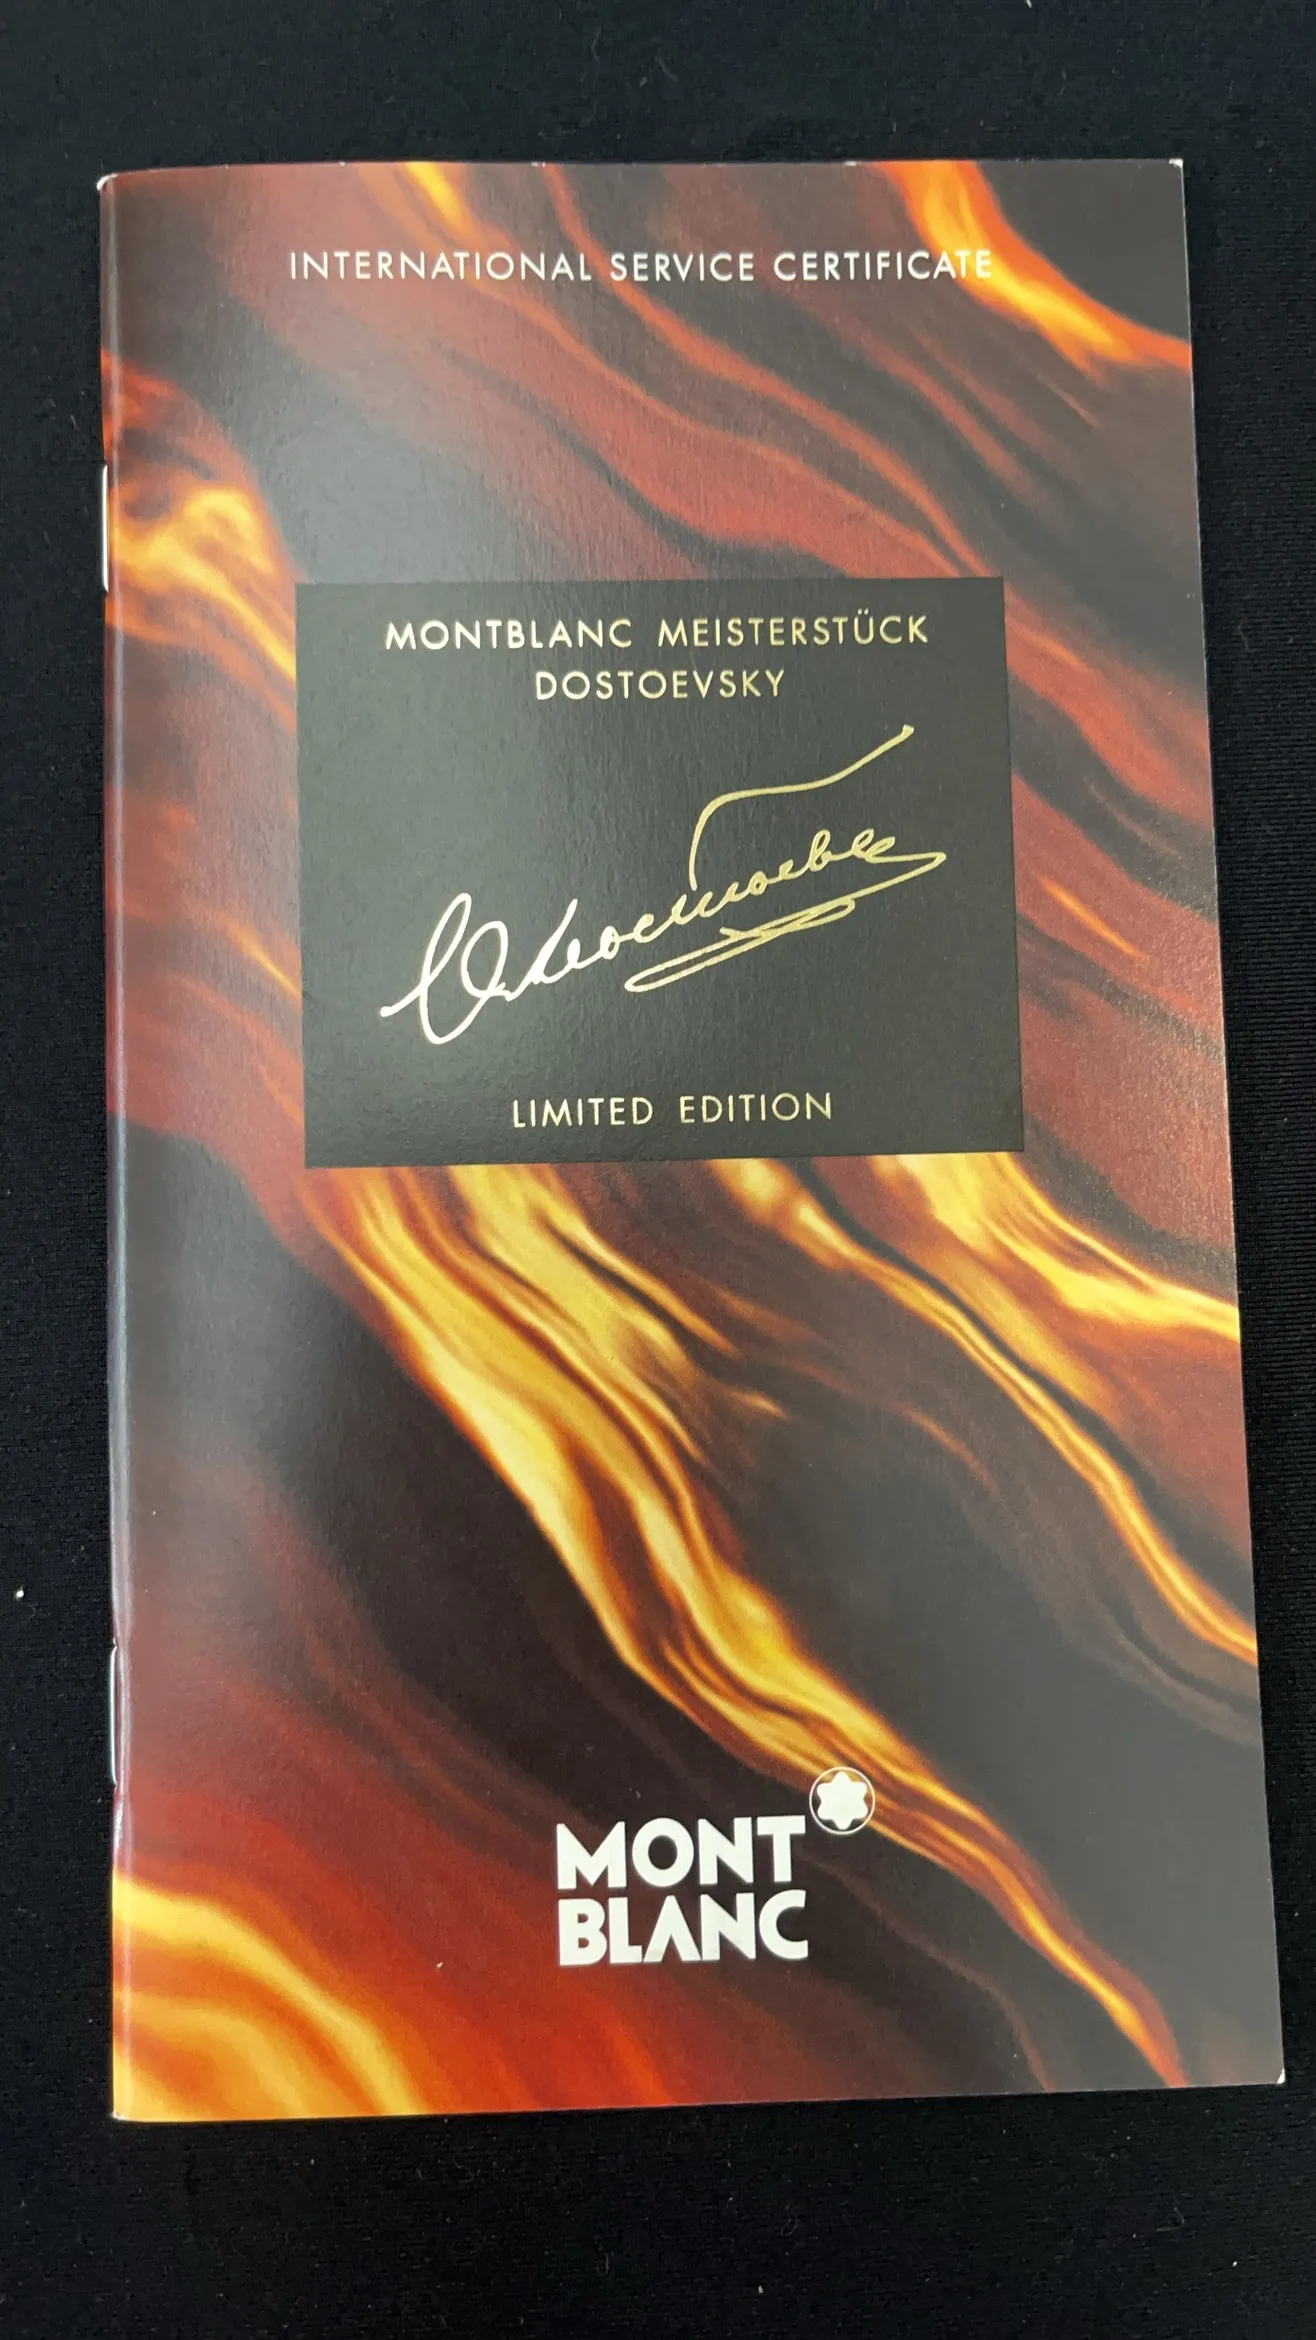 INTERNATIONAL SERVICE CERTIFICATE
MONTBLANC MEISTERSTÜCK
DOSTOEVSKY
LIMITED EDITION
MONT
BLANC